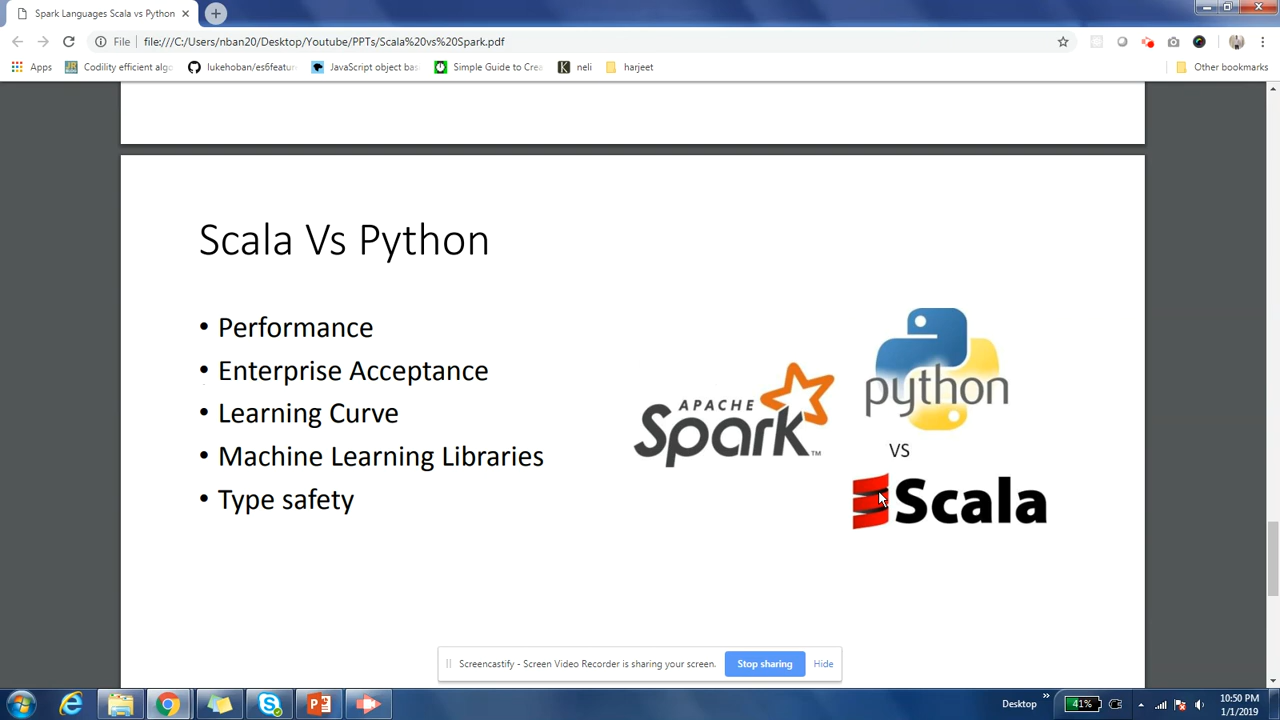 Spark Languages Scala vs Python
File
file:///C:/Users/nban20/Desktop/Youtube/PPTs/Scala%20vs%20Spark.pdf
Apps
Codility efficient algo
lukehoban/es6featur
JavaScript object bas
Simple Guide to Crea
neli
harjeet
Other bookmarks
Scala Vs Python
• Performance
• Enterprise Acceptance
• Learning Curve
• Machine Learning Libraries
• Type safety
APACHE
Spark™
python
VS
Scala
Screencastify - Screen Video Recorder is sharing your screen.
Stop sharing
Hide
Desktop
41%
10:50 PM
1/1/2019